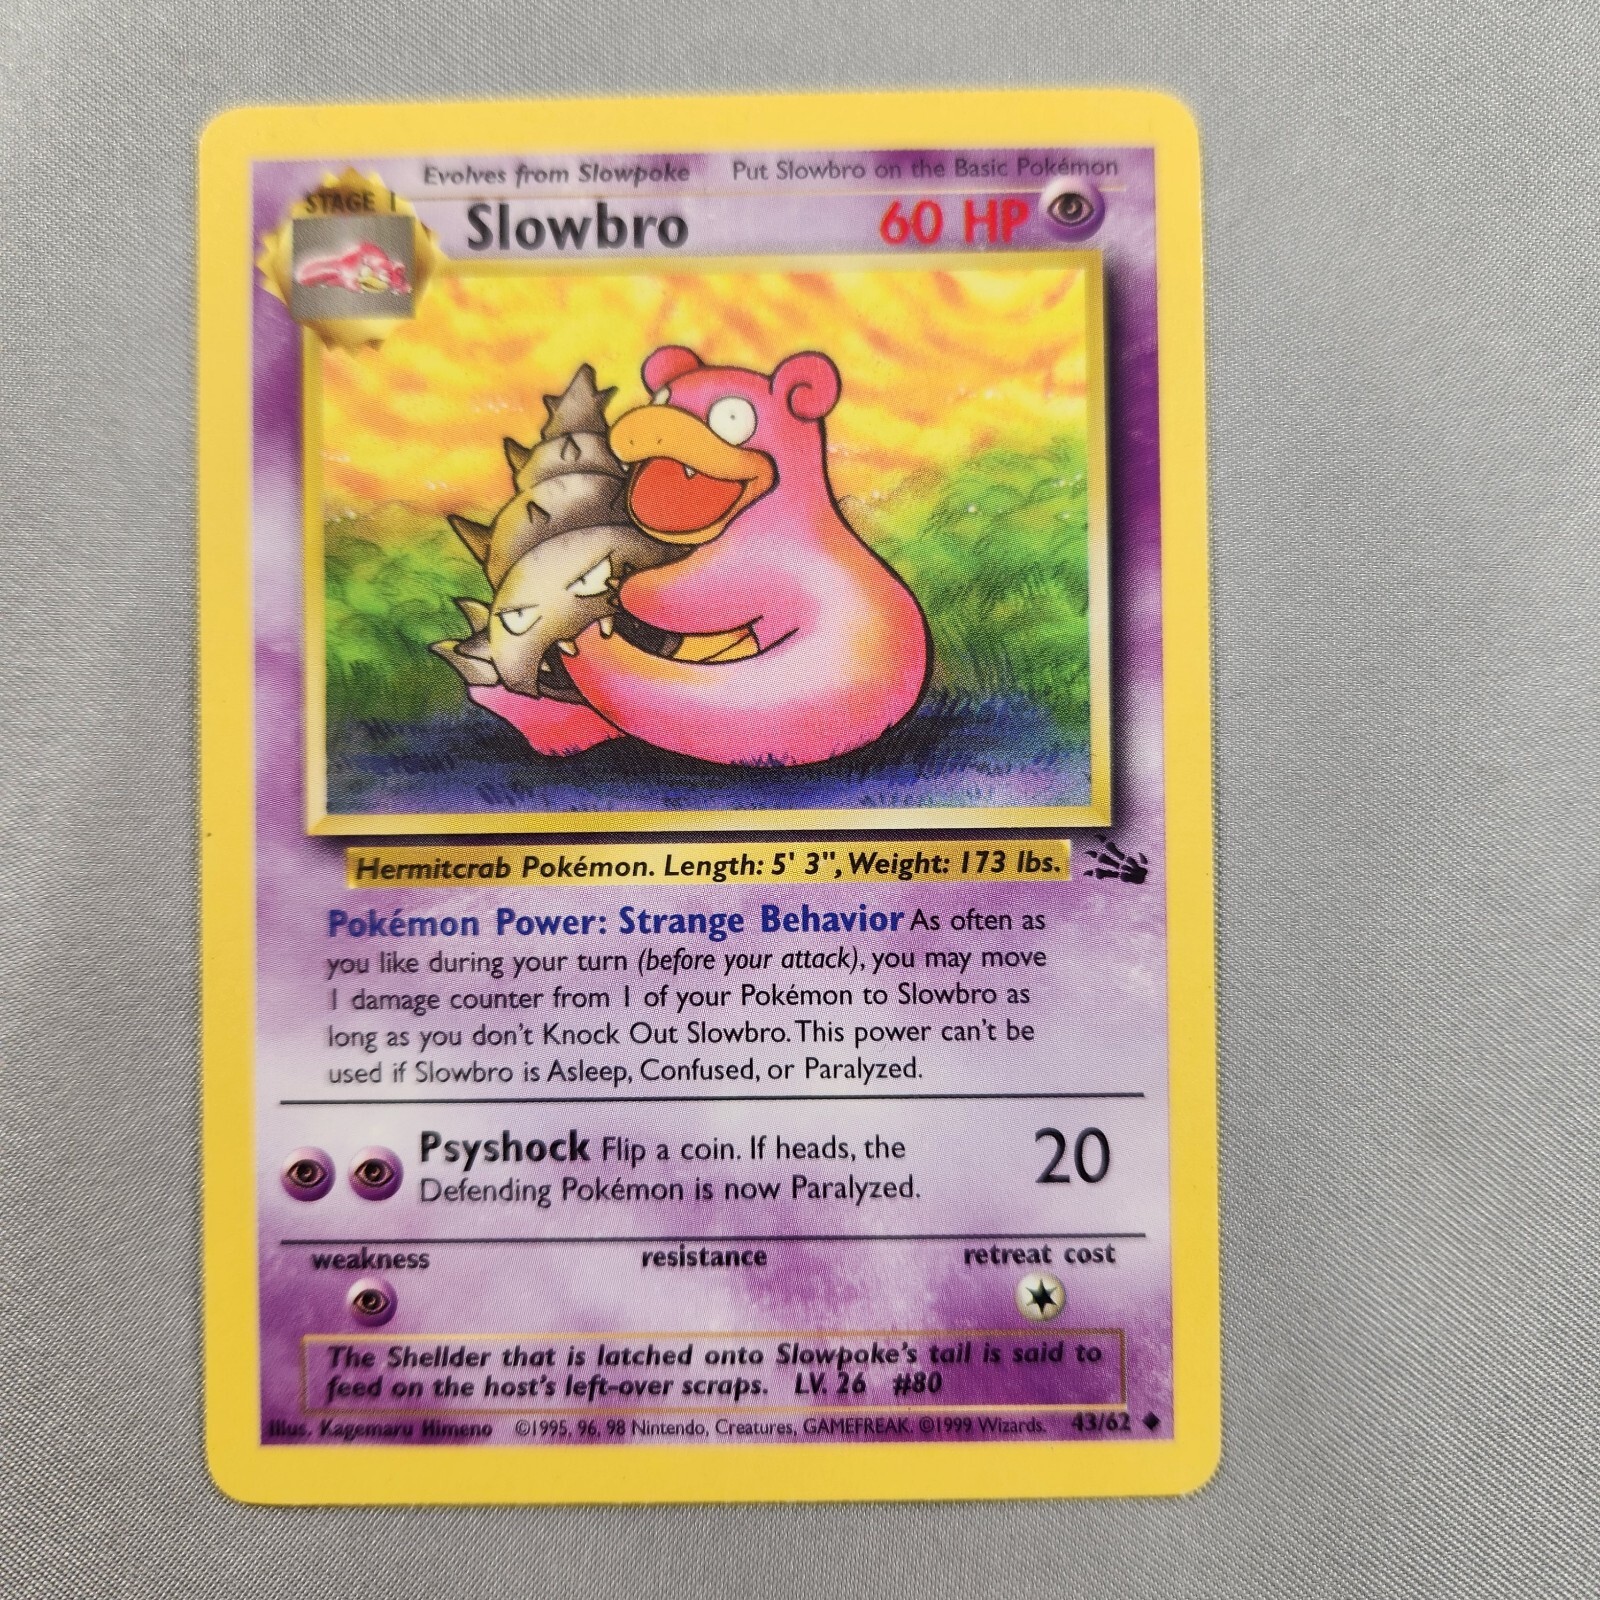 Evolves from Slowpoke Put Slowbro on the Basic Pokémon
STAGE 1
Slowbro 60 HP
Hermitcrab Pokémon. Length: 5' 3", Weight: 173 lbs.
Pokémon Power: Strange Behavior As often as
you like during your turn (before your attack), you may move
1 damage counter from 1 of your Pokémon to Slowbro as
long as you don't Knock Out Slowbro. This power can't be
used if Slowbro is Asleep, Confused, or Paralyzed.
Psyshock Flip a coin. If heads, the
Defending Pokémon is now Paralyzed.
20
weakness resistance retreat cost
The Shellder that is latched onto Slowpoke's tail is said to
feed on the host's left-over scraps. LV. 26 #80
Illus. Kagemaru Himeno ©1995, 96, 98 Nintendo, Creatures, GAMEFREAK. ©1999 Wizards. 43/62